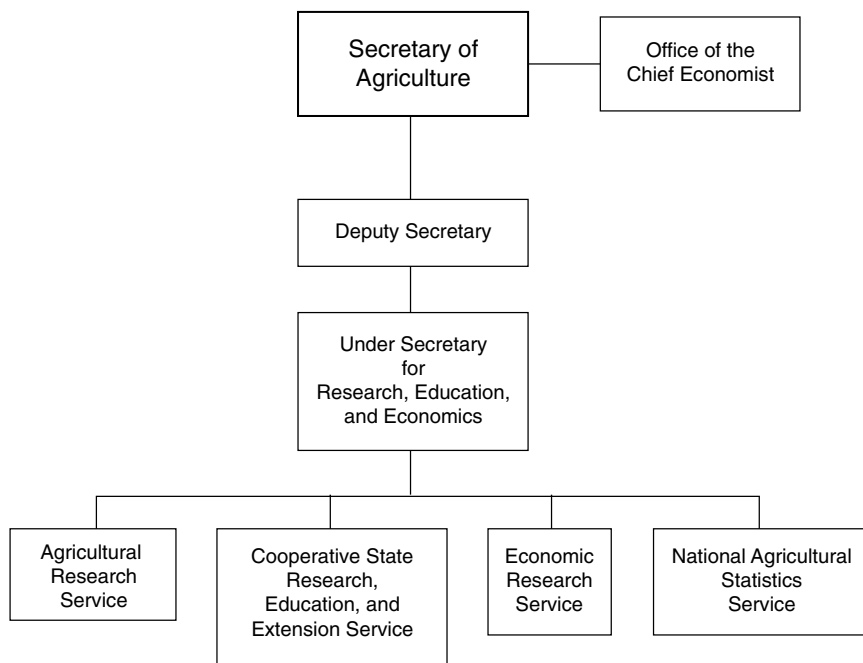 Secretary of
Agriculture
Office of the
Chief Economist
Deputy Secretary
Under Secretary
for
Research, Education,
and Economics
Agricultural
Research
Service
Cooperative State
Research,
Education, and
Extension Service
Economic
Research
Service
National Agricultural
Statistics
Service